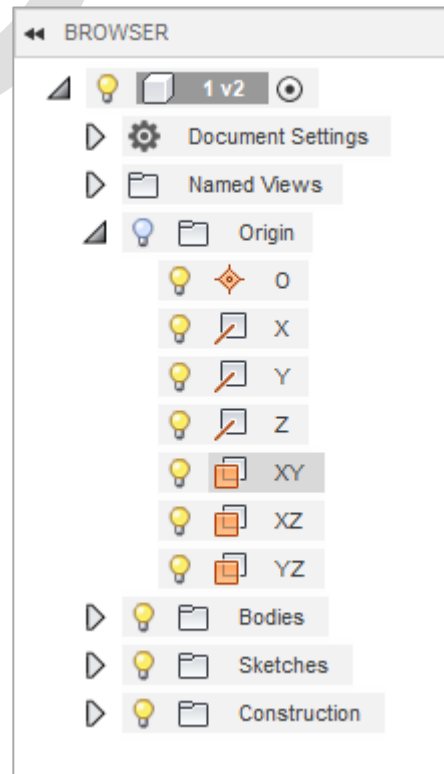 BROWSER
1 v2
Document Settings
Named Views
Origin
O
X
Y
Z
XY
XZ
YZ
Bodies
Sketches
Construction